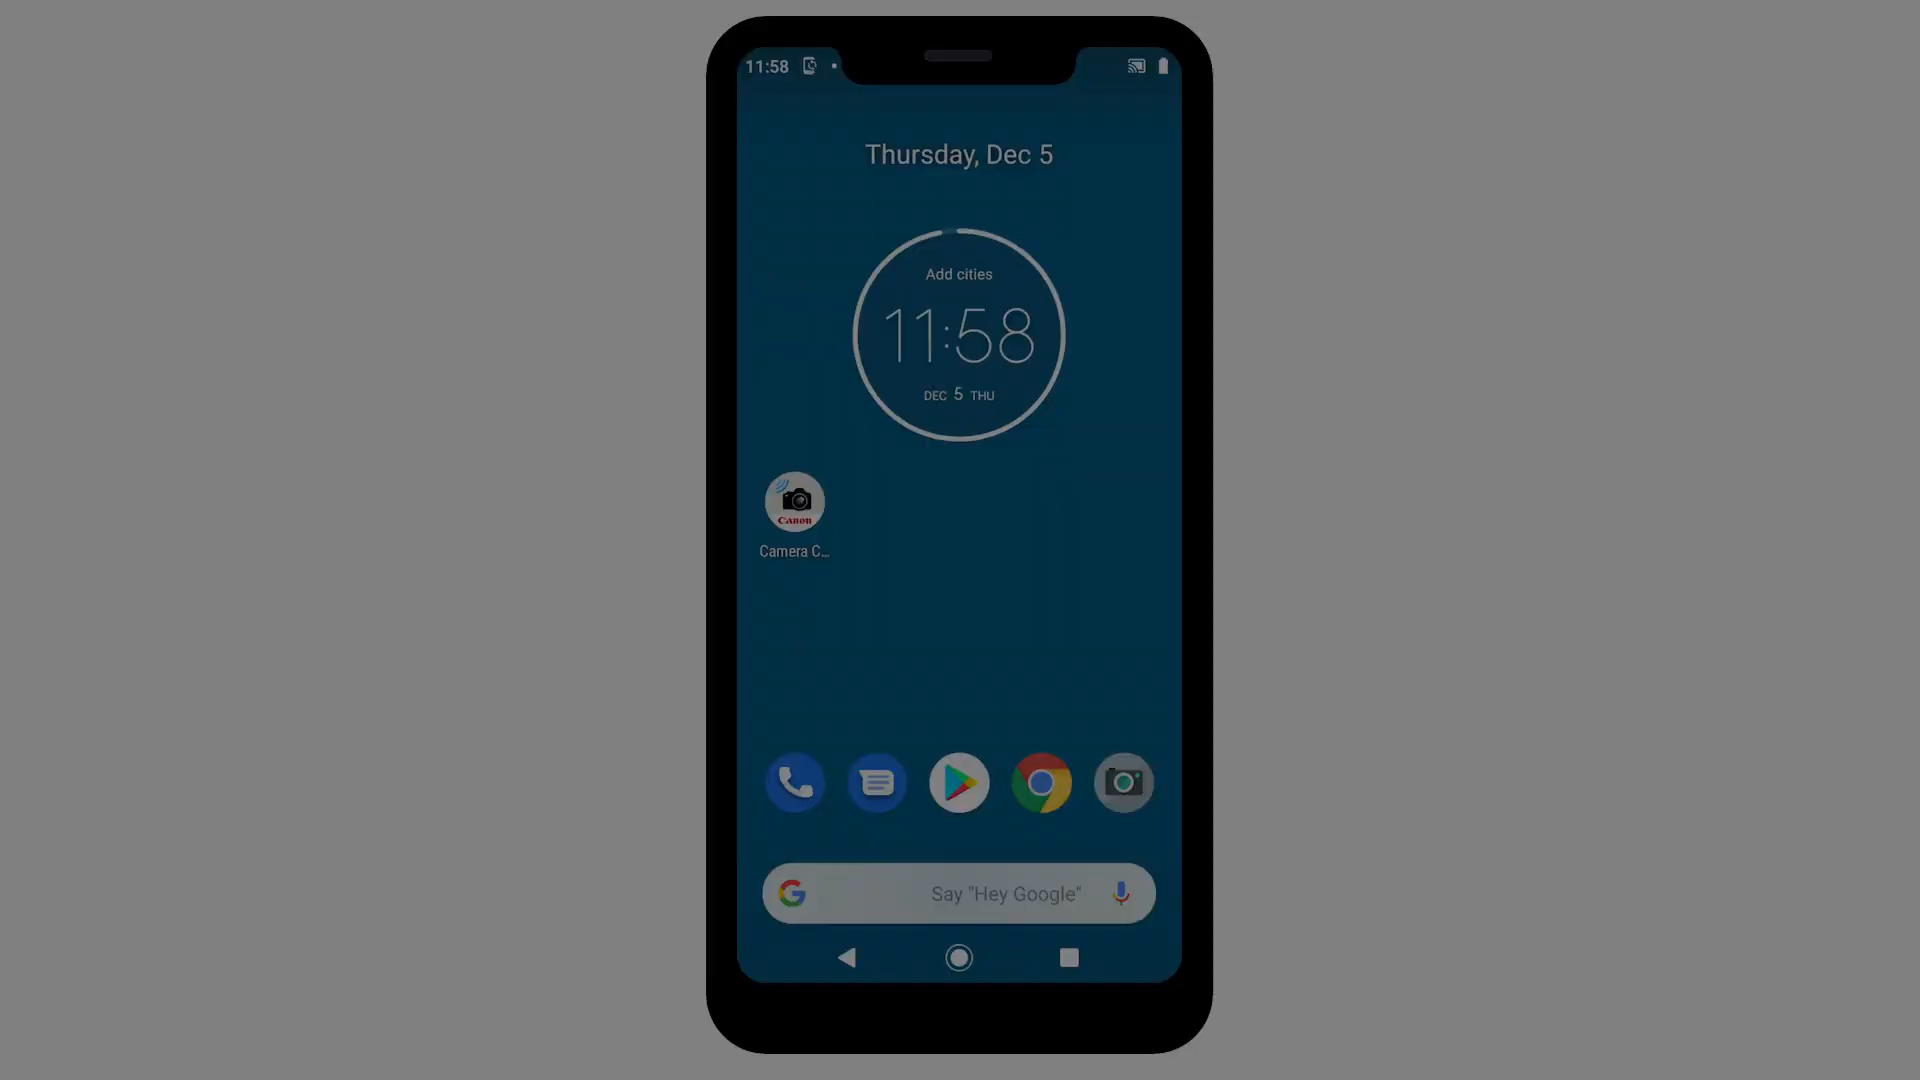 11:58
Thursday, Dec 5
Add cities
11:58
DEC 5 THU
Canon
Camera C...
Say "Hey Google"